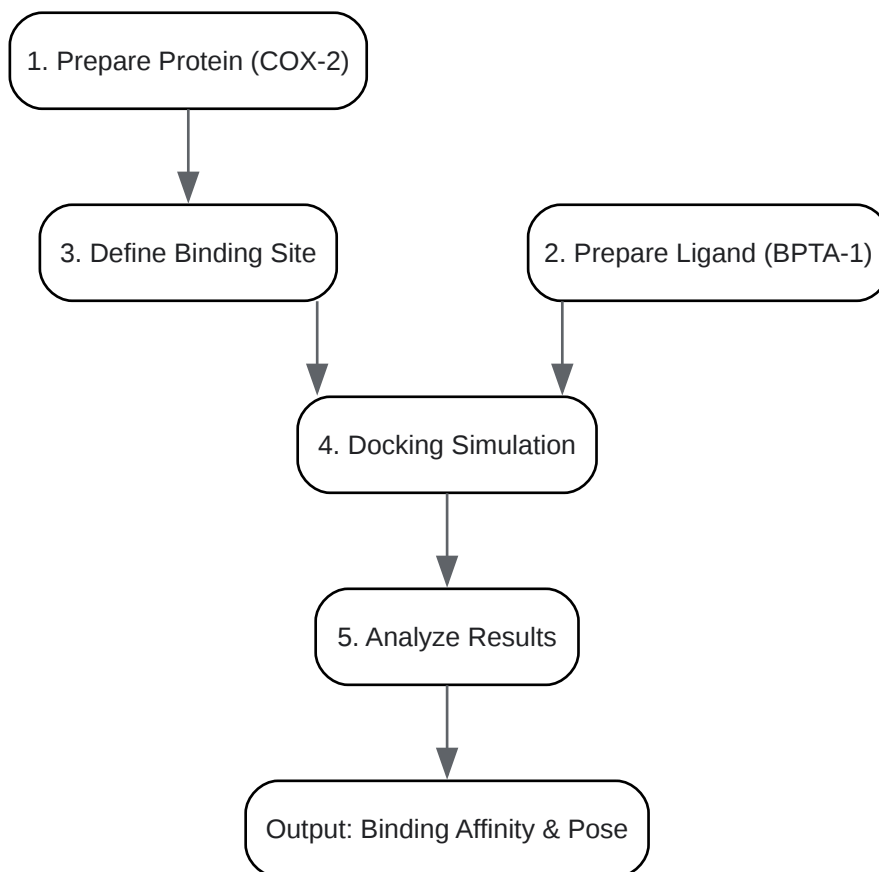 1. Prepare Protein (COX-2)
3. Define Binding Site
2. Prepare Ligand (BPTA-1)
4. Docking Simulation
5. Analyze Results
Output: Binding Affinity & Pose